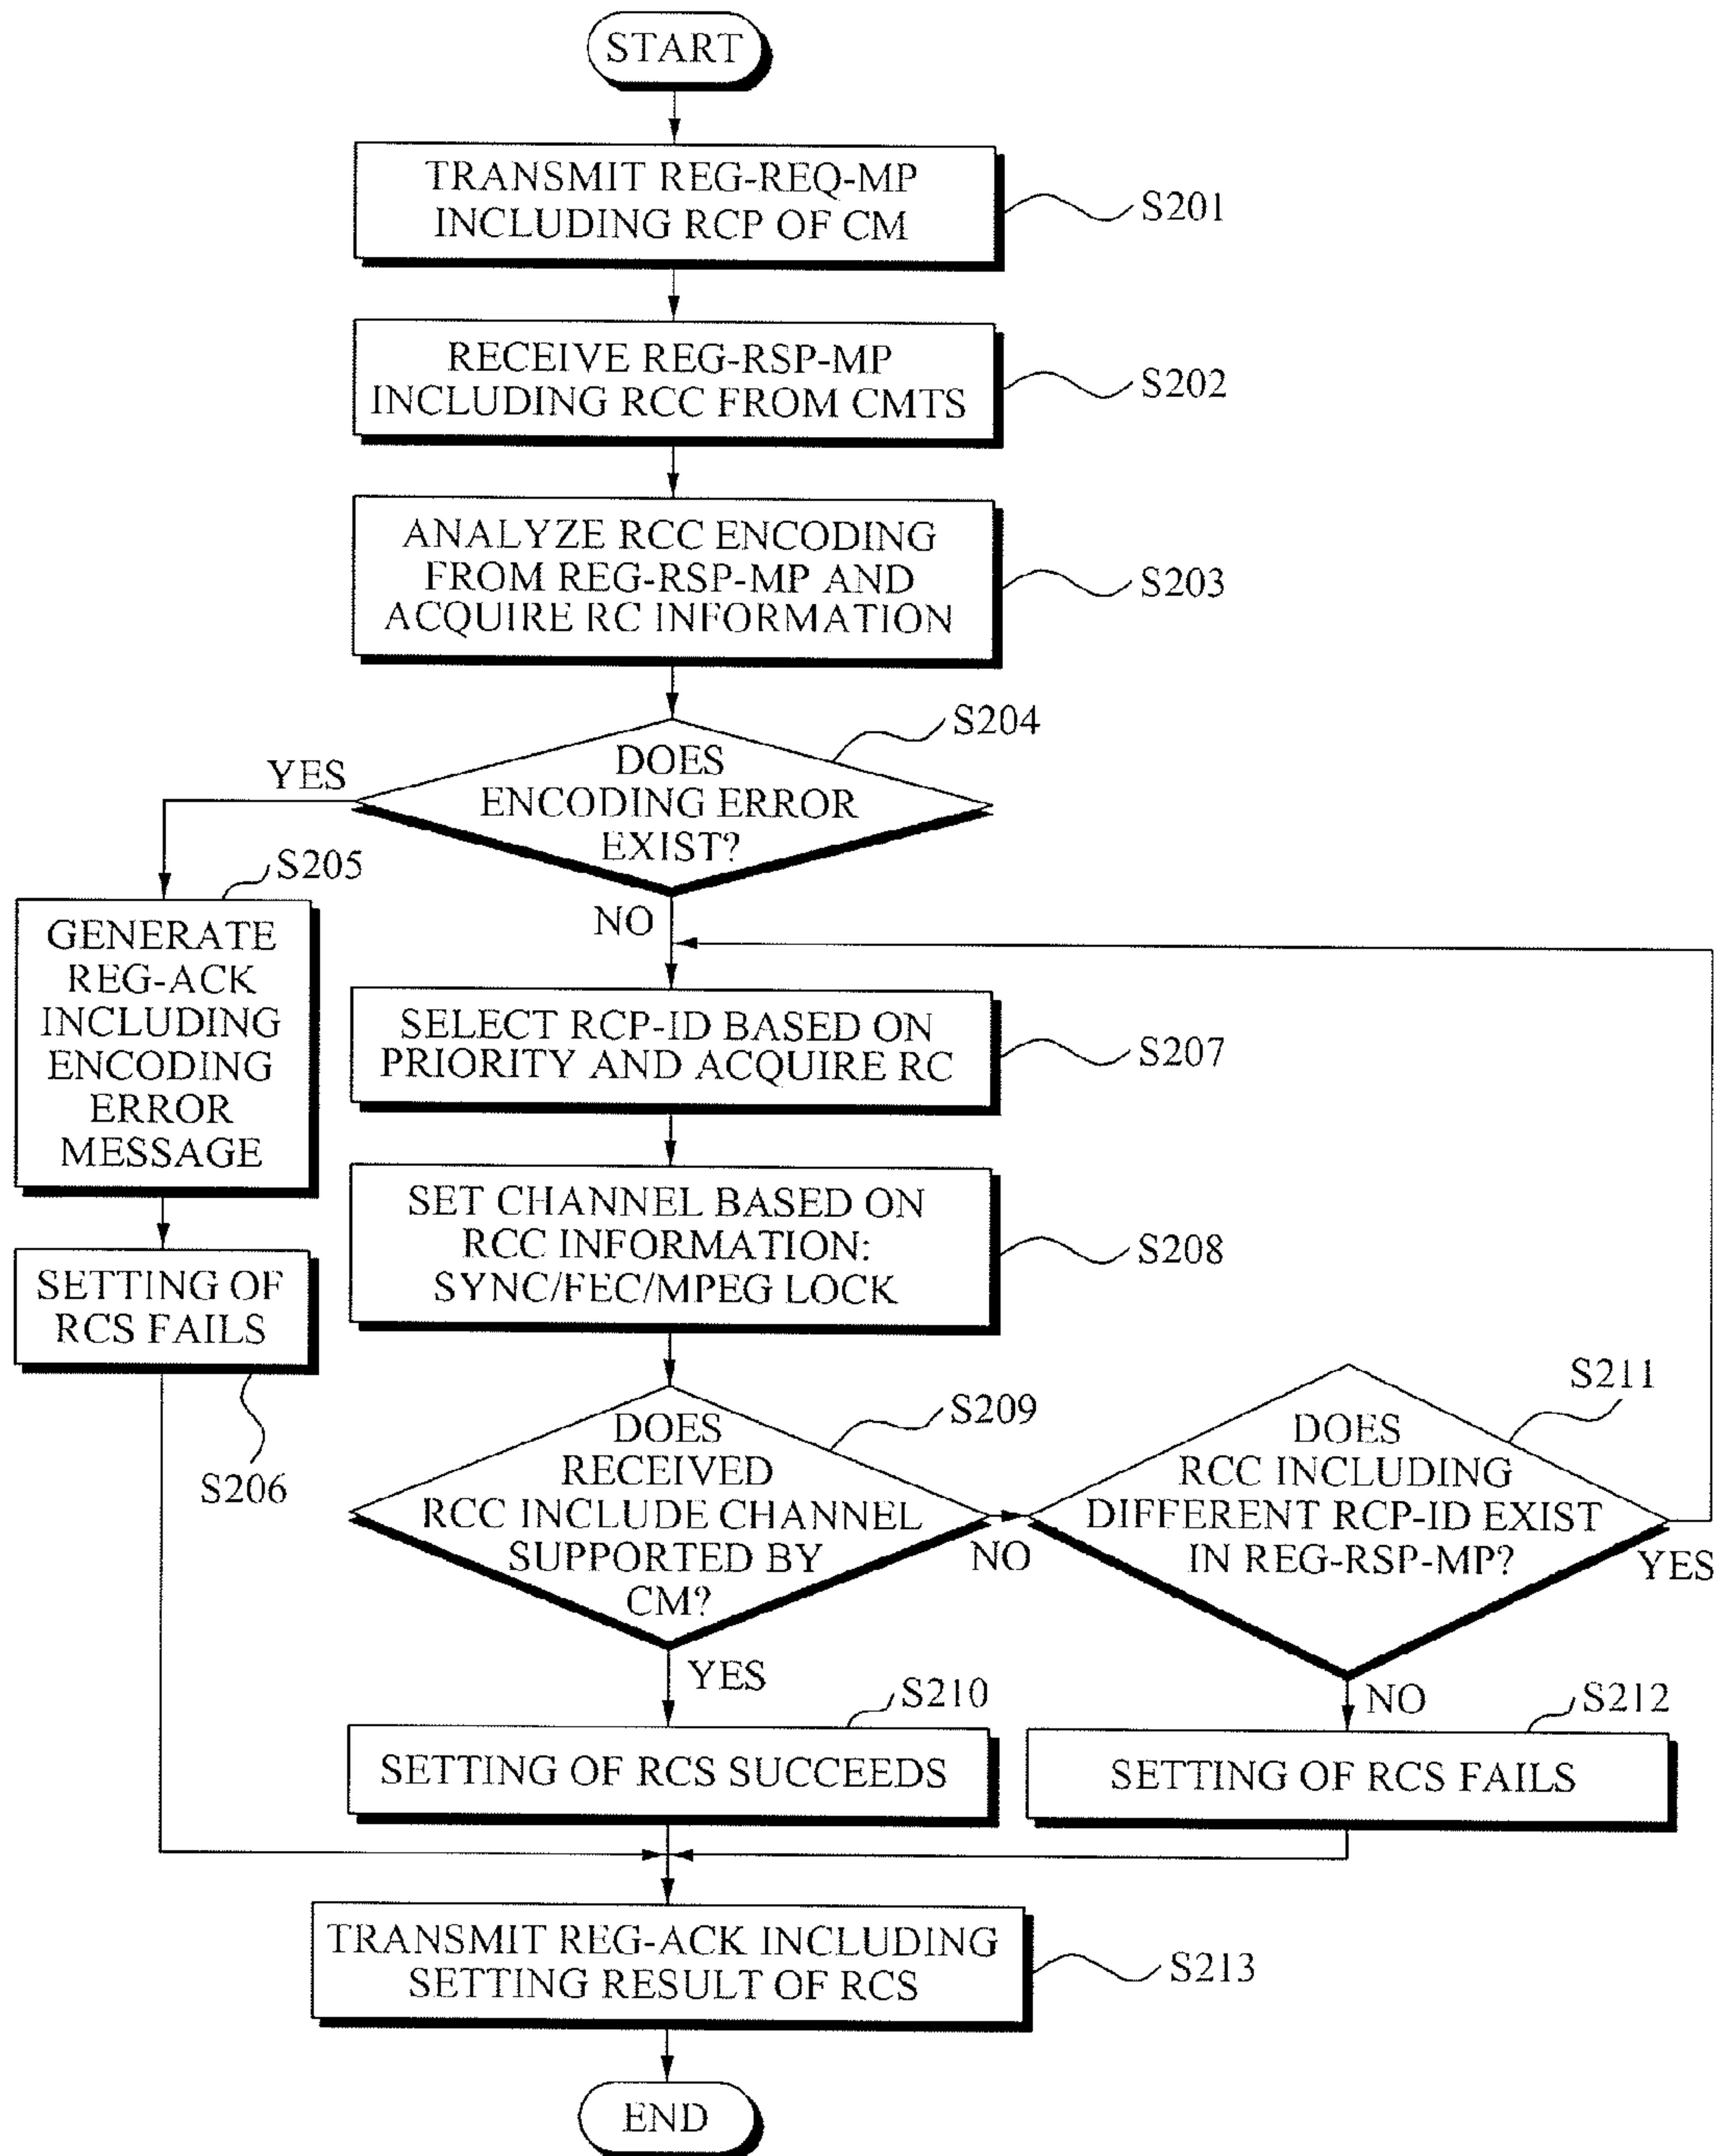 START
TRANSMIT REG-REQ-MP
INCLUDING RCP OF CM
S201
RECEIVE REG-RSP-MP
INCLUDING RCC FROM CMTS
S202
ANALYZE RCC ENCODING
FROM REG-RSP-MP AND
ACQUIRE RC INFORMATION
S203
S204
DOES
ENCODING ERROR
EXIST?
YES
NO
S205
GENERATE
REG-ACK
INCLUDING
ENCODING
ERROR
MESSAGE
SETTING OF
RCS FAILS
S206
SELECT RCP-ID BASED ON
PRIORITY AND ACQUIRE RC
S207
SET CHANNEL BASED ON
RCC INFORMATION:
SYNC/FEC/MPEG LOCK
S208
S209
DOES
RECEIVED
RCC INCLUDE CHANNEL
SUPPORTED BY
CM?
NO
YES
S211
DOES
RCC INCLUDING
DIFFERENT RCP-ID EXIST
IN REG-RSP-MP?
YES
NO
S210
SETTING OF RCS SUCCEEDS
S212
SETTING OF RCS FAILS
TRANSMIT REG-ACK INCLUDING
SETTING RESULT OF RCS
S213
END